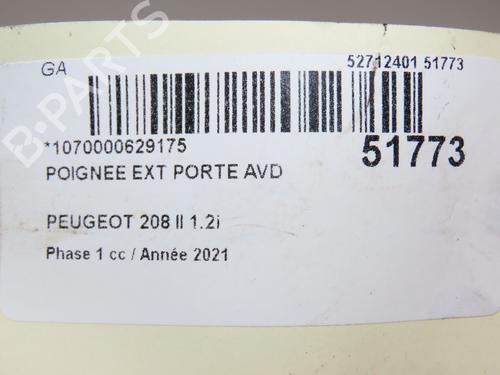 GA
52712401 51773
*1070000629175
51773
POIGNEE EXT PORTE AVD
PEUGEOT 208 II 1.2i
Phase 1 cc / Année 2021
B-PARTS